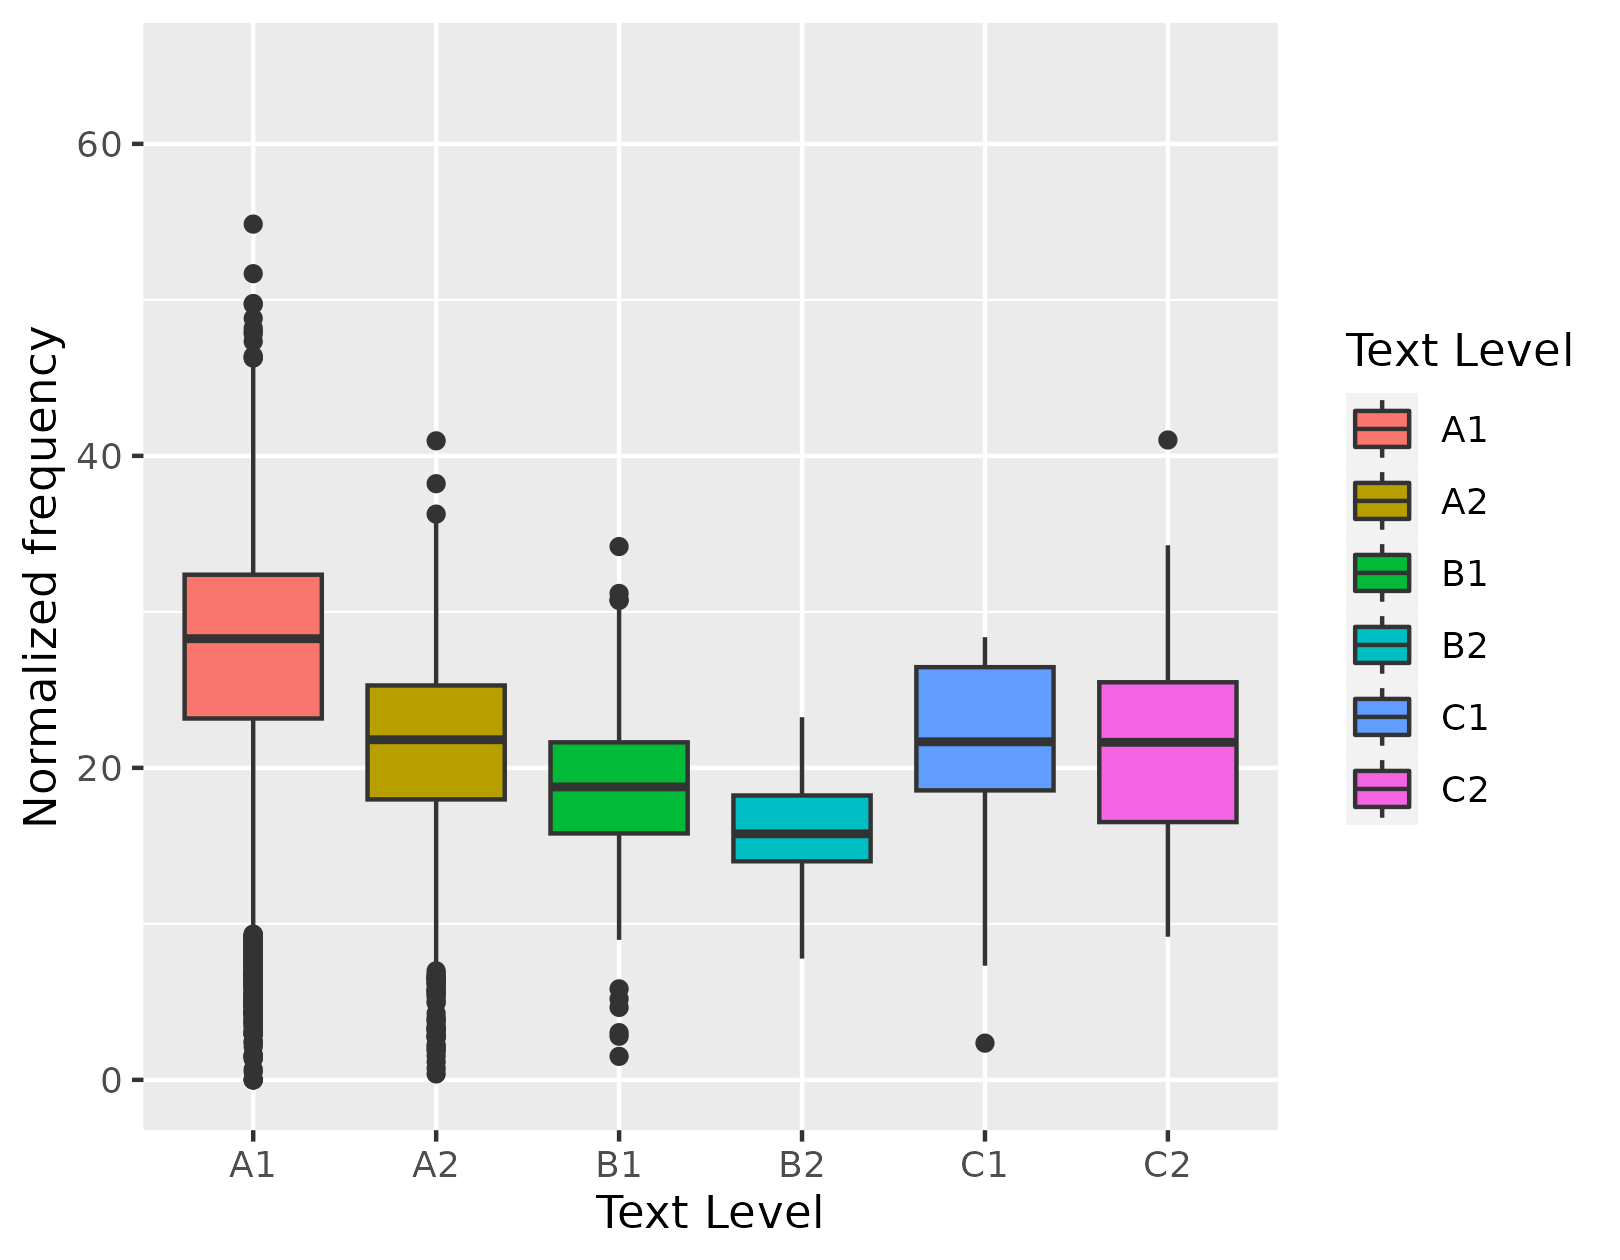 Normalized frequency
60
40
20
0
A1 A2 B1 B2 C1 C2
Text Level
Text Level
A1
A2
B1
B2
C1
C2